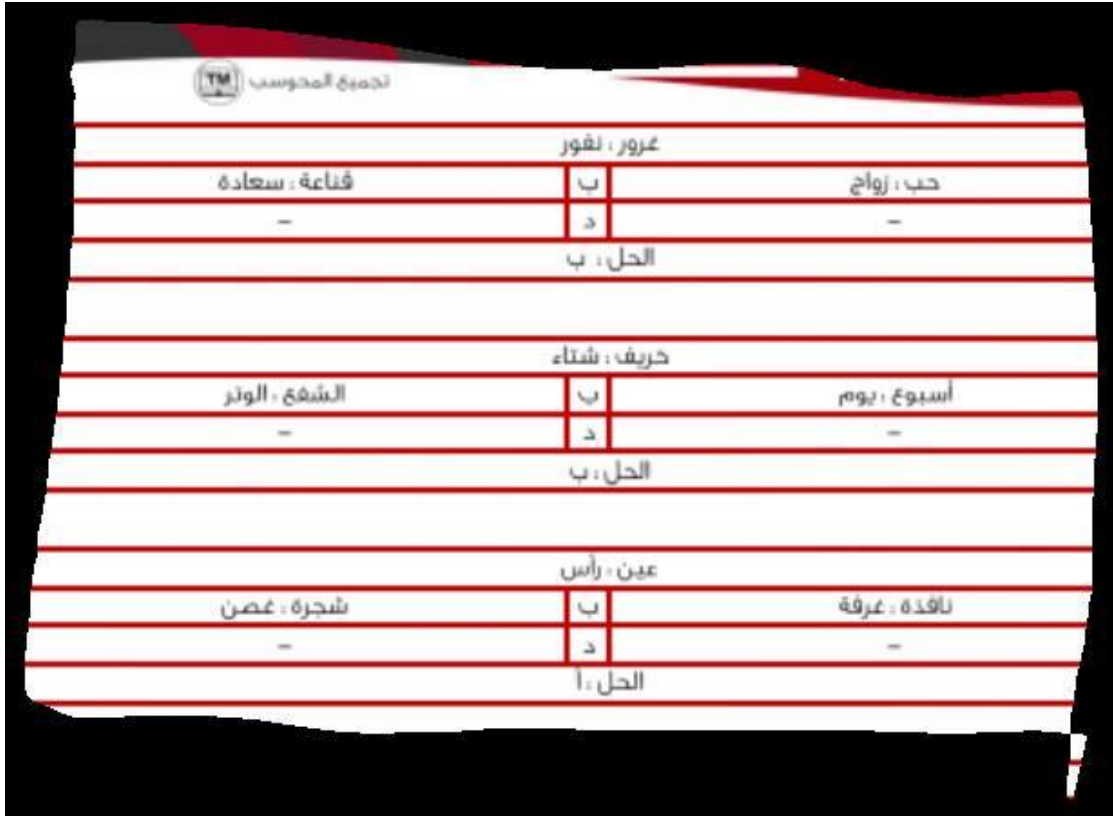 تجميع المحوسب TM
غرور : نفور
حب : زواج ب قناعة : سعادة
– د –
الحل : ب
خريف : شتاء
أسبوع : يوم ب الشفع : الوتر
– د –
الحل : ب
عين : رأس
نافذة : غرفة ب شجرة : غصن
– د –
الحل : أ